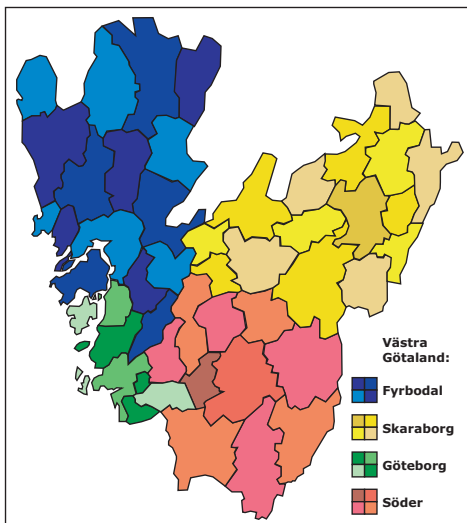 Västra
Götaland:
Fyrbodal
Skaraborg
Göteborg
Söder